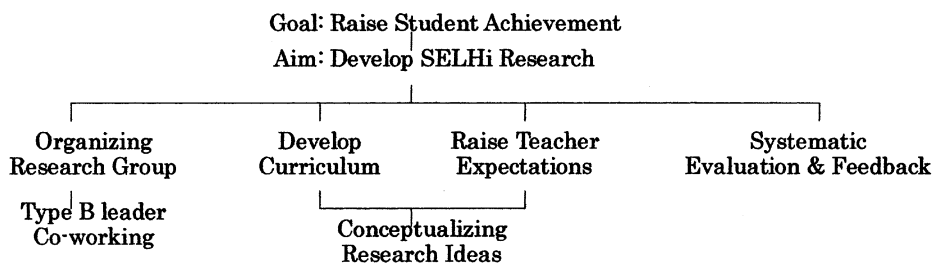 Goal: Raise Student Achievement
Aim: Develop SELHi Research
Organizing
Research Group
Develop
Curriculum
Raise Teacher
Expectations
Systematic
Evaluation & Feedback
Type B leader
Co-working
Conceptualizing
Research Ideas